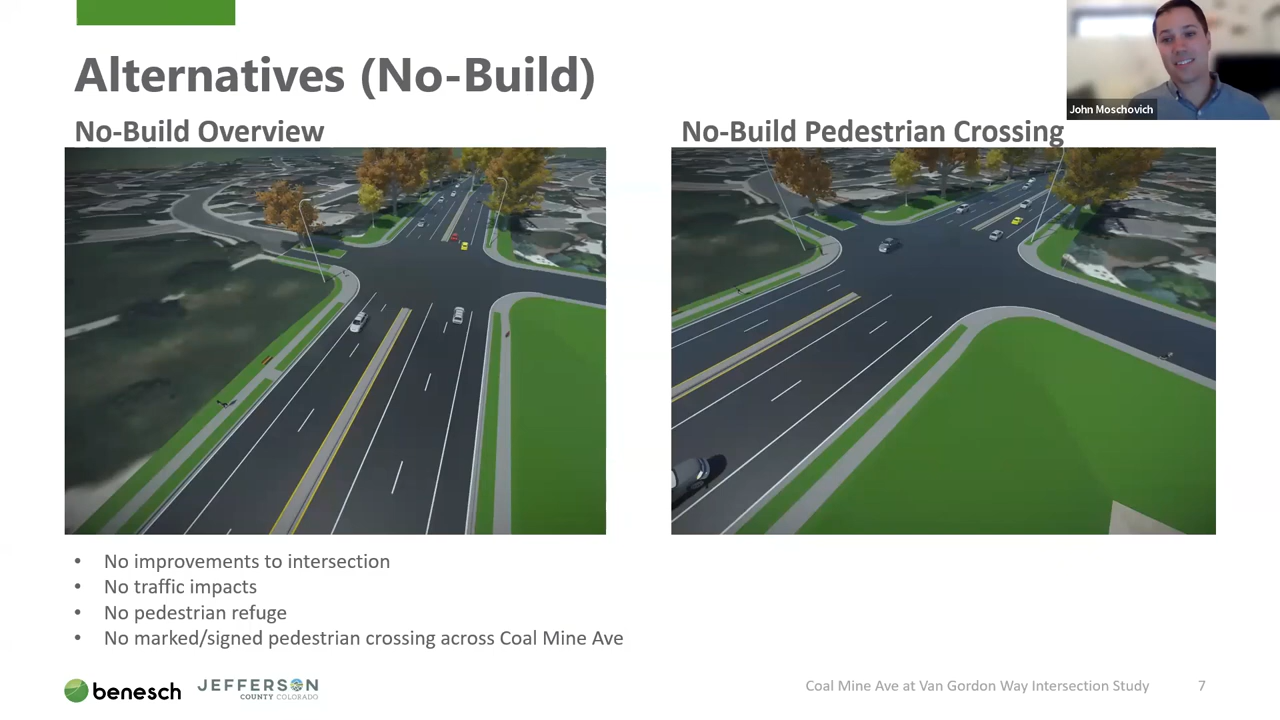 Alternatives (No-Build)
John Moschovich
No-Build Overview
No-Build Pedestrian Crossing
• No improvements to intersection
• No traffic impacts
• No pedestrian refuge
• No marked/signed pedestrian crossing across Coal Mine Ave
benesch
JEFFERSON
COUNTY COLORADO
Coal Mine Ave at Van Gordon Way Intersection Study
7